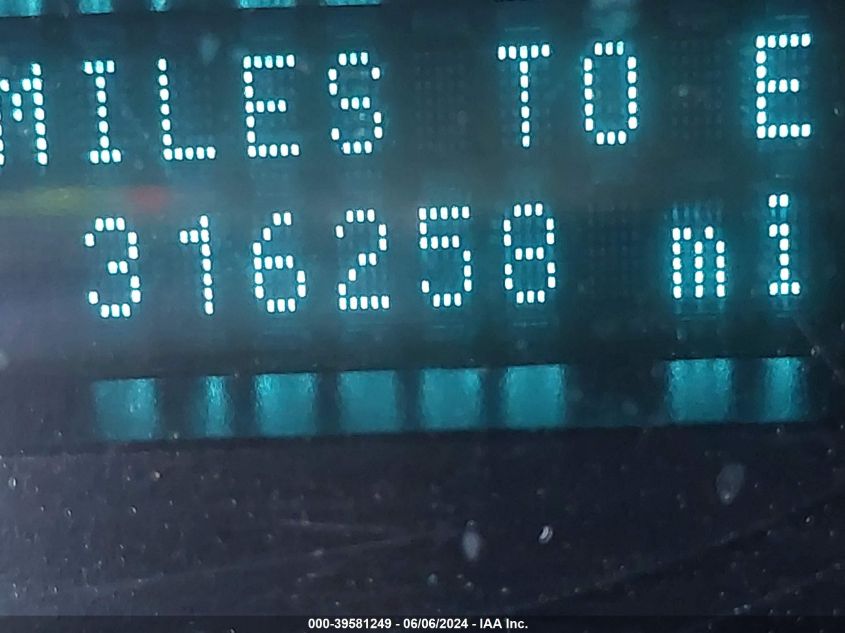 MILES TO E
316258 mi
000-39581249 - 06/06/2024 - IAA Inc.